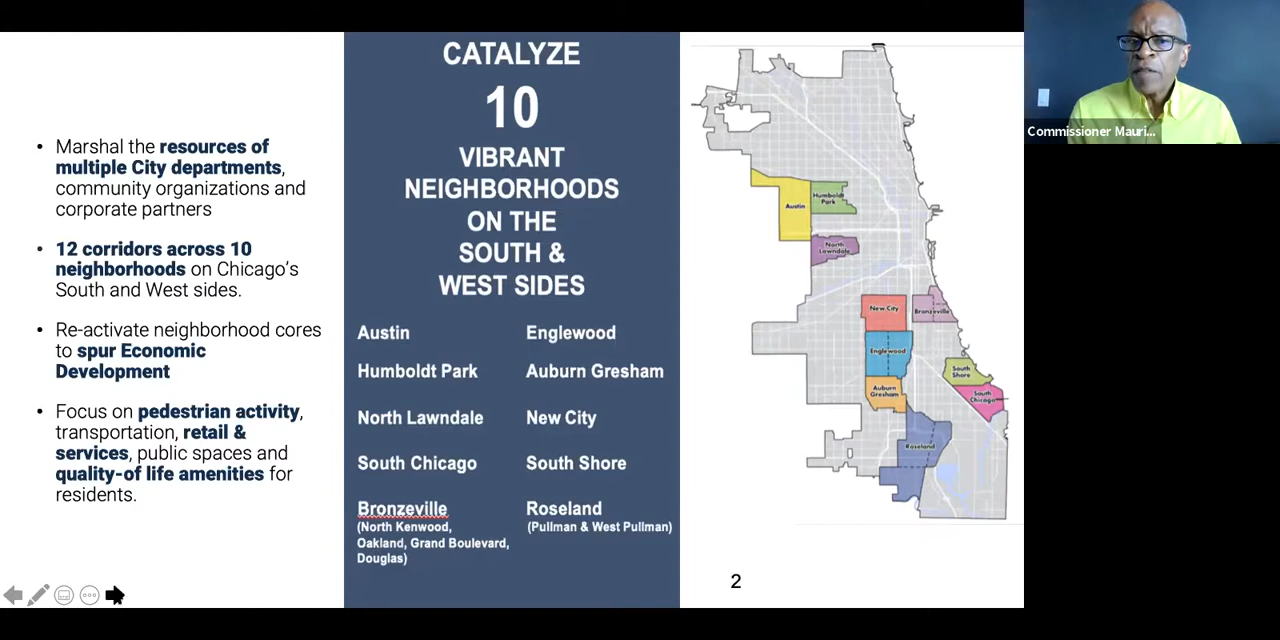 • Marshal the resources of
multiple City departments,
community organizations and
corporate partners
• 12 corridors across 10
neighborhoods on Chicago's
South and West sides.
• Re-activate neighborhood cores
to spur Economic
Development
• Focus on pedestrian activity,
transportation, retail &
services, public spaces and
quality-of life amenities for
residents.
CATALYZE
10
VIBRANT
NEIGHBORHOODS
ON THE
SOUTH &
WEST SIDES
Austin
Englewood
Humboldt Park
Auburn Gresham
North Lawndale
New City
South Chicago
South Shore
Bronzeville
(North Kenwood,
Oakland, Grand Boulevard,
Douglas)
Roseland
(Pullman & West Pullman)
Austin
Humboldt
Park
North
Lawndale
New City
Bronzeville
Englewood
South
Shore
Auburn
Gresham
South
Chicago
Roseland
2
Commissioner Mauri...